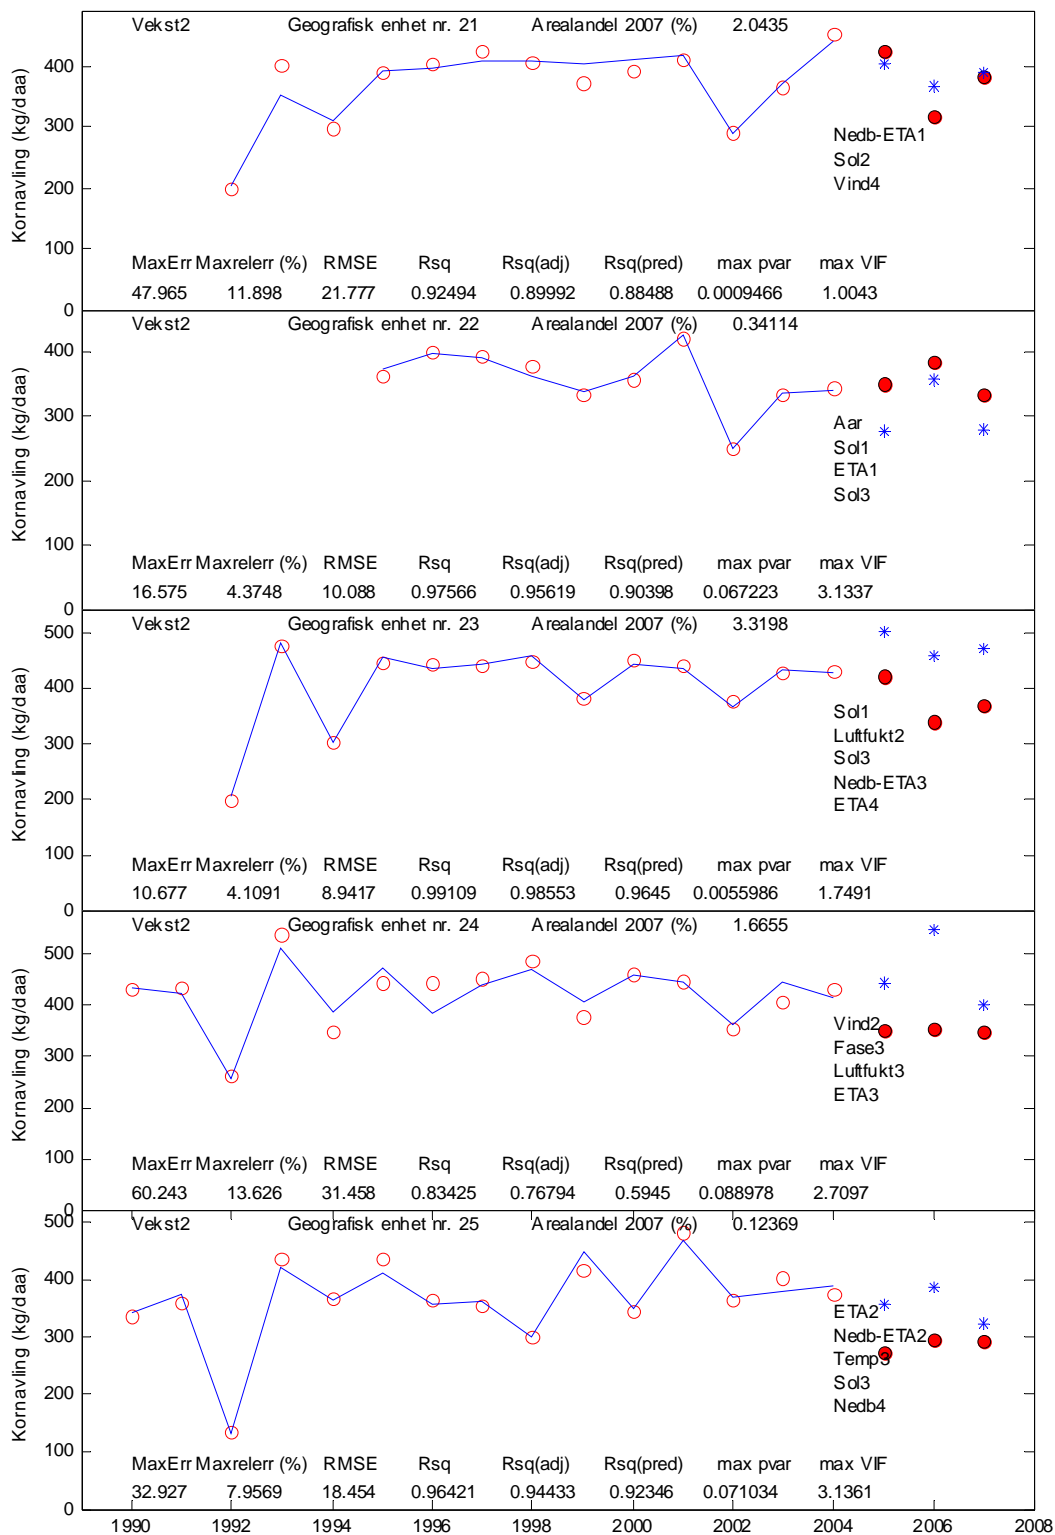 Vekst2 Geografisk enhet nr. 21 Arealandel 2007 (%) 2.0435
400
300
200
100
0
Kornavling (kg/daa)
Nedb-ETA1
Sol2
Vind4
MaxErr Maxrelerr (%) RMSE Rsq Rsq(adj) Rsq(pred) max pvar max VIF
47.965 11.898 21.777 0.92494 0.89992 0.88488 0.0009466 1.0043
Vekst2 Geografisk enhet nr. 22 Arealandel 2007 (%) 0.34114
400
300
200
100
0
Kornavling (kg/daa)
Aar
Sol1
ETA1
Sol3
MaxErr Maxrelerr (%) RMSE Rsq Rsq(adj) Rsq(pred) max pvar max VIF
16.575 4.3748 10.088 0.97566 0.95619 0.90398 0.067223 3.1337
Vekst2 Geografisk enhet nr. 23 Arealandel 2007 (%) 3.3198
500
400
300
200
100
0
Kornavling (kg/daa)
Sol1
Luftfukt2
Sol3
Nedb-ETA3
ETA4
MaxErr Maxrelerr (%) RMSE Rsq Rsq(adj) Rsq(pred) max pvar max VIF
10.677 4.1091 8.9417 0.99109 0.98553 0.9645 0.0055986 1.7491
Vekst2 Geografisk enhet nr. 24 Arealandel 2007 (%) 1.6655
500
400
300
200
100
0
Kornavling (kg/daa)
Vind2
Fase3
Luftfukt3
ETA3
MaxErr Maxrelerr (%) RMSE Rsq Rsq(adj) Rsq(pred) max pvar max VIF
60.243 13.626 31.458 0.83425 0.76794 0.5945 0.088978 2.7097
Vekst2 Geografisk enhet nr. 25 Arealandel 2007 (%) 0.12369
500
400
300
200
100
0
Kornavling (kg/daa)
ETA2
Nedb-ETA2
Temp3
Sol3
Nedb4
MaxErr Maxrelerr (%) RMSE Rsq Rsq(adj) Rsq(pred) max pvar max VIF
32.927 7.9569 18.454 0.96421 0.94433 0.92346 0.071034 3.1361
1990 1992 1994 1996 1998 2000 2002 2004 2006 2008